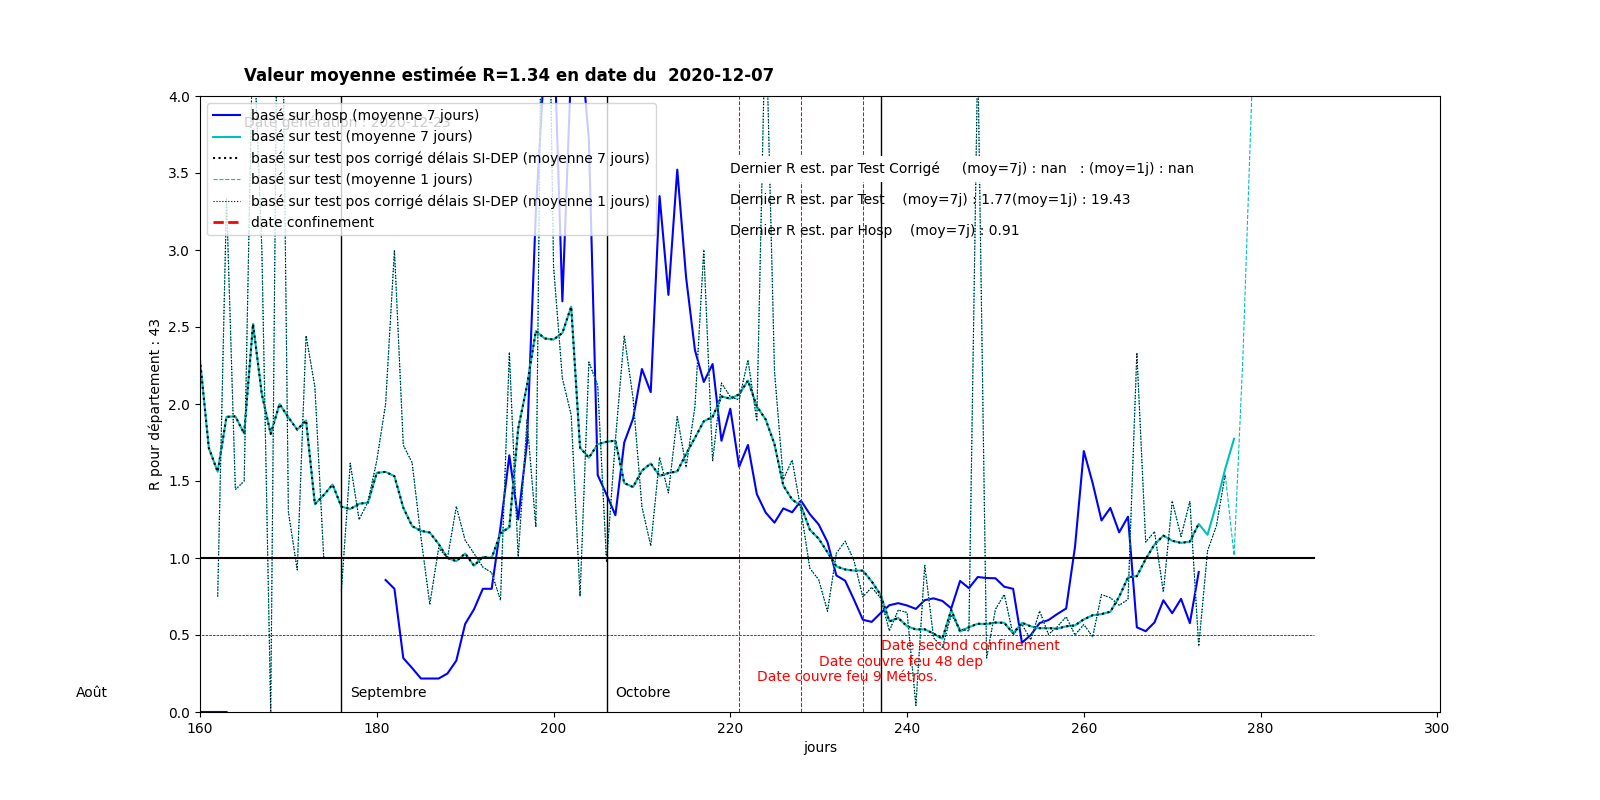 Valeur moyenne estimée R=1.34 en date du  2020-12-07
4.0
3.5
3.0
2.5
2.0
1.5
1.0
0.5
0.0
R pour département : 43
basé sur hosp (moyenne 7 jours)
Date génération : 2020-12-23
basé sur test (moyenne 7 jours)
basé sur test pos corrigé délais SI-DEP (moyenne 7 jours)
basé sur test (moyenne 1 jours)
basé sur test pos corrigé délais SI-DEP (moyenne 1 jours)
date confinement
Dernier R est. par Test Corrigé     (moy=7j) : nan   : (moy=1j) : nan
Dernier R est. par Test    (moy=7j) : 1.77(moy=1j) : 19.43
Dernier R est. par Hosp    (moy=7j) : 0.91
Date second confinement
Date couvre feu 48 dep
Date couvre feu 9 Métros.
Août
Septembre
Octobre
160 180 200 220 240 260 280 300
jours